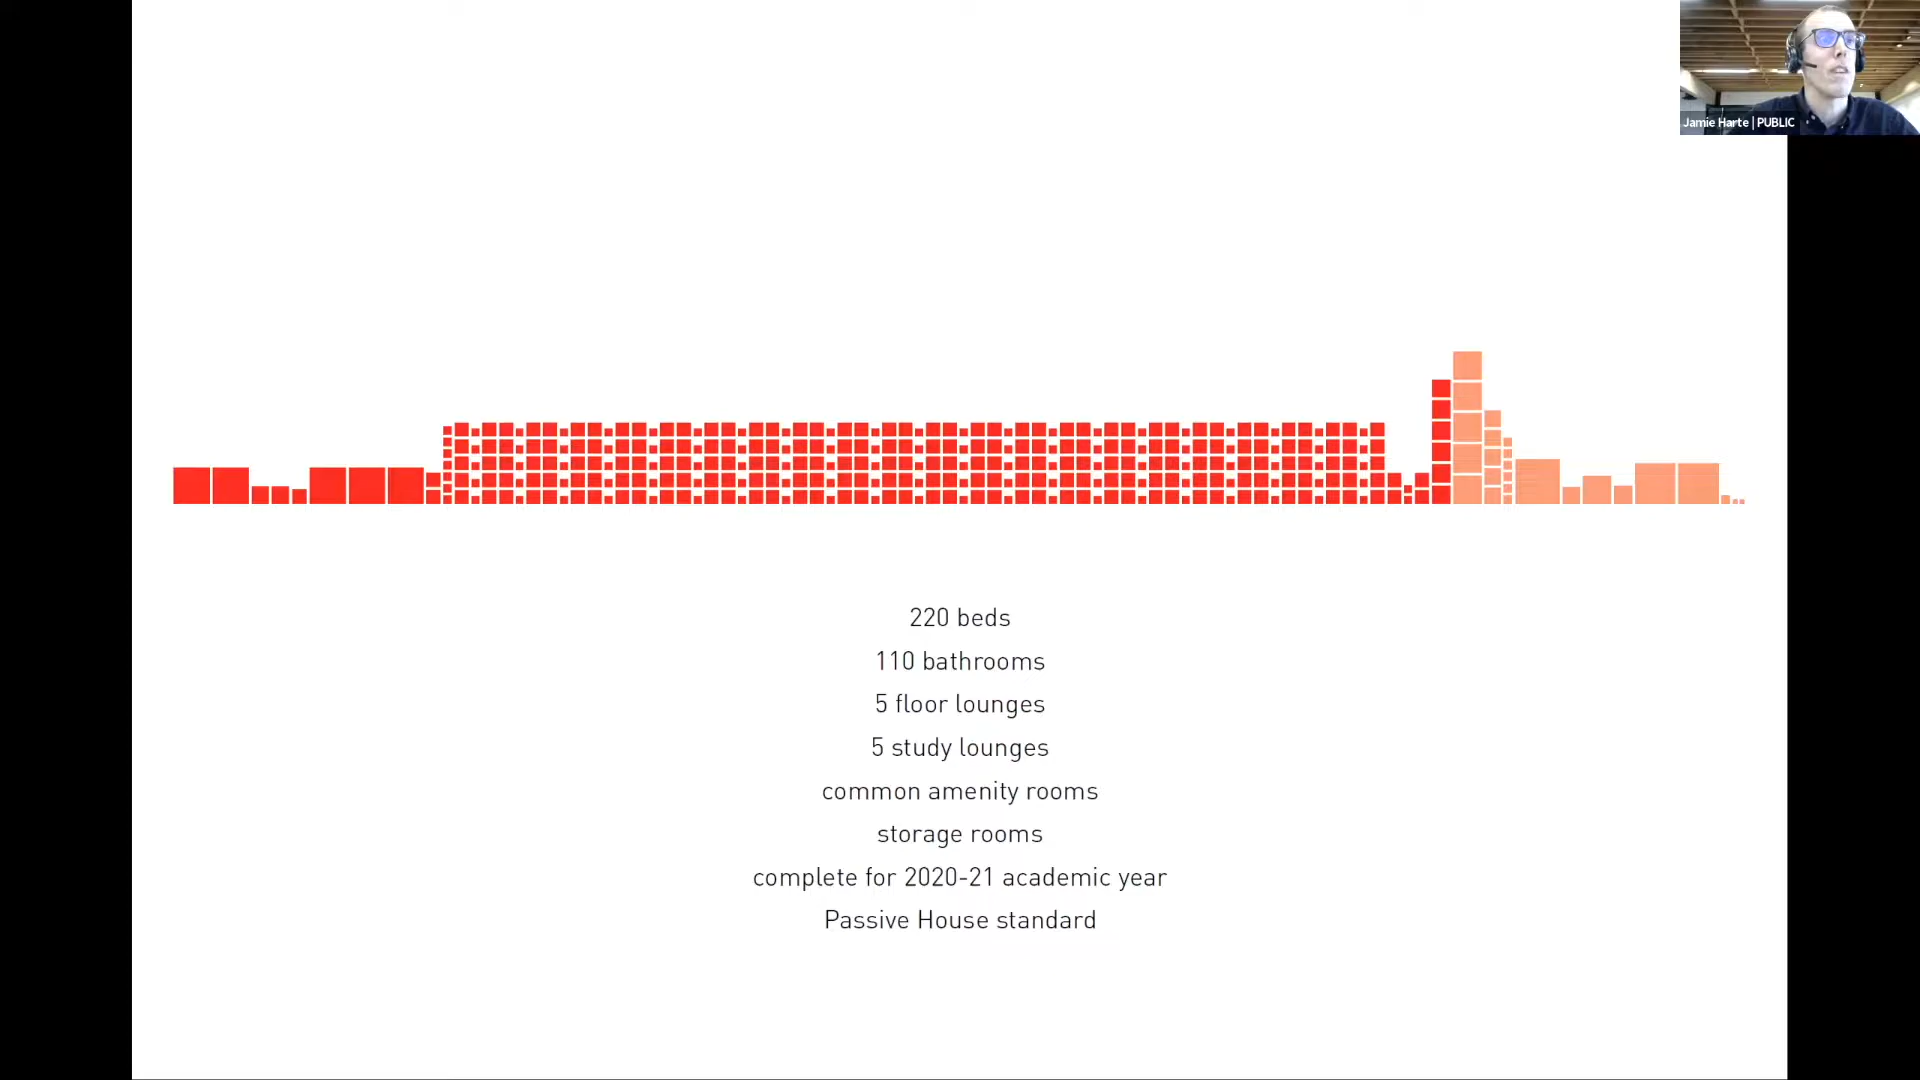 Jamie Harte | PUBLIC
220 beds
110 bathrooms
5 floor lounges
5 study lounges
common amenity rooms
storage rooms
complete for 2020-21 academic year
Passive House standard